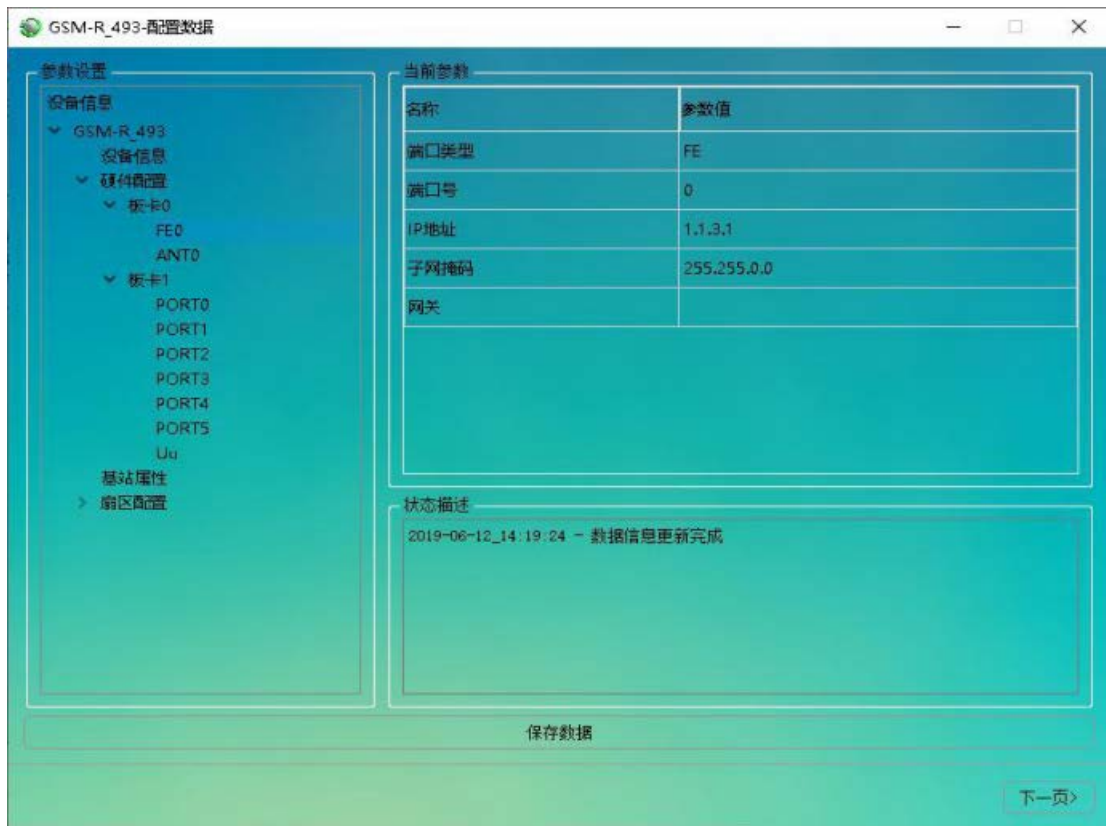 GSM-R_493-配置数据
参数设置
设备信息
GSM-R_493
设备信息
硬件配置
板卡0
FE0
ANT0
板卡1
PORT0
PORT1
PORT2
PORT3
PORT4
PORT5
Uu
基站属性
扇区配置
当前参数
名称 参数值
端口类型 FE
端口号 0
IP地址 1.1.3.1
子网掩码 255.255.0.0
网关
状态描述
2019-06-12_14:19:24 - 数据信息更新完成
保存数据
下一页>